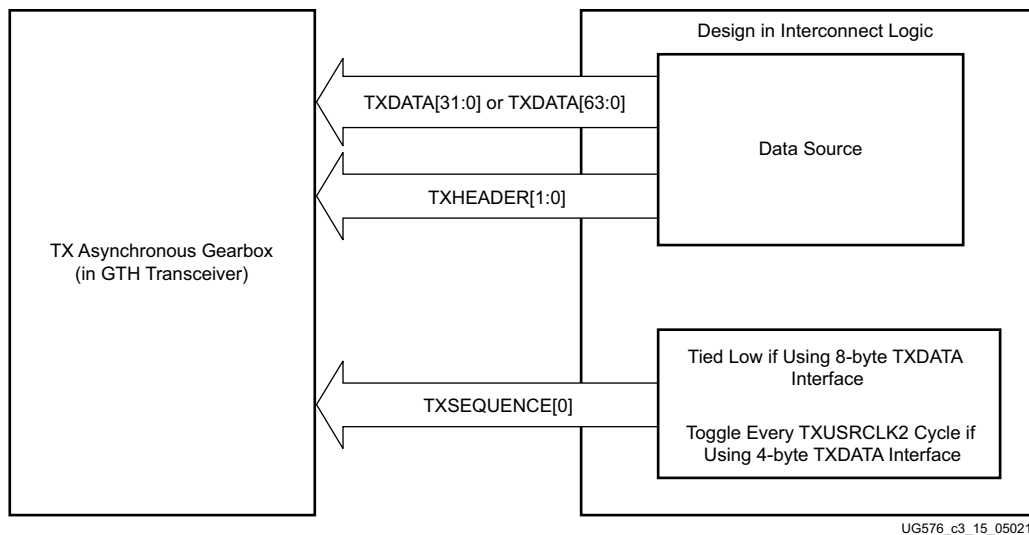 Design in Interconnect Logic
TXDATA[31:0] or TXDATA[63:0]
Data Source
TXHEADER[1:0]
TX Asynchronous Gearbox
(in GTH Transceiver)
Tied Low if Using 8-byte TXDATA
Interface
TXSEQUENCE[0]
Toggle Every TXUSRCLK2 Cycle if
Using 4-byte TXDATA Interface
UG576_c3_15_05021